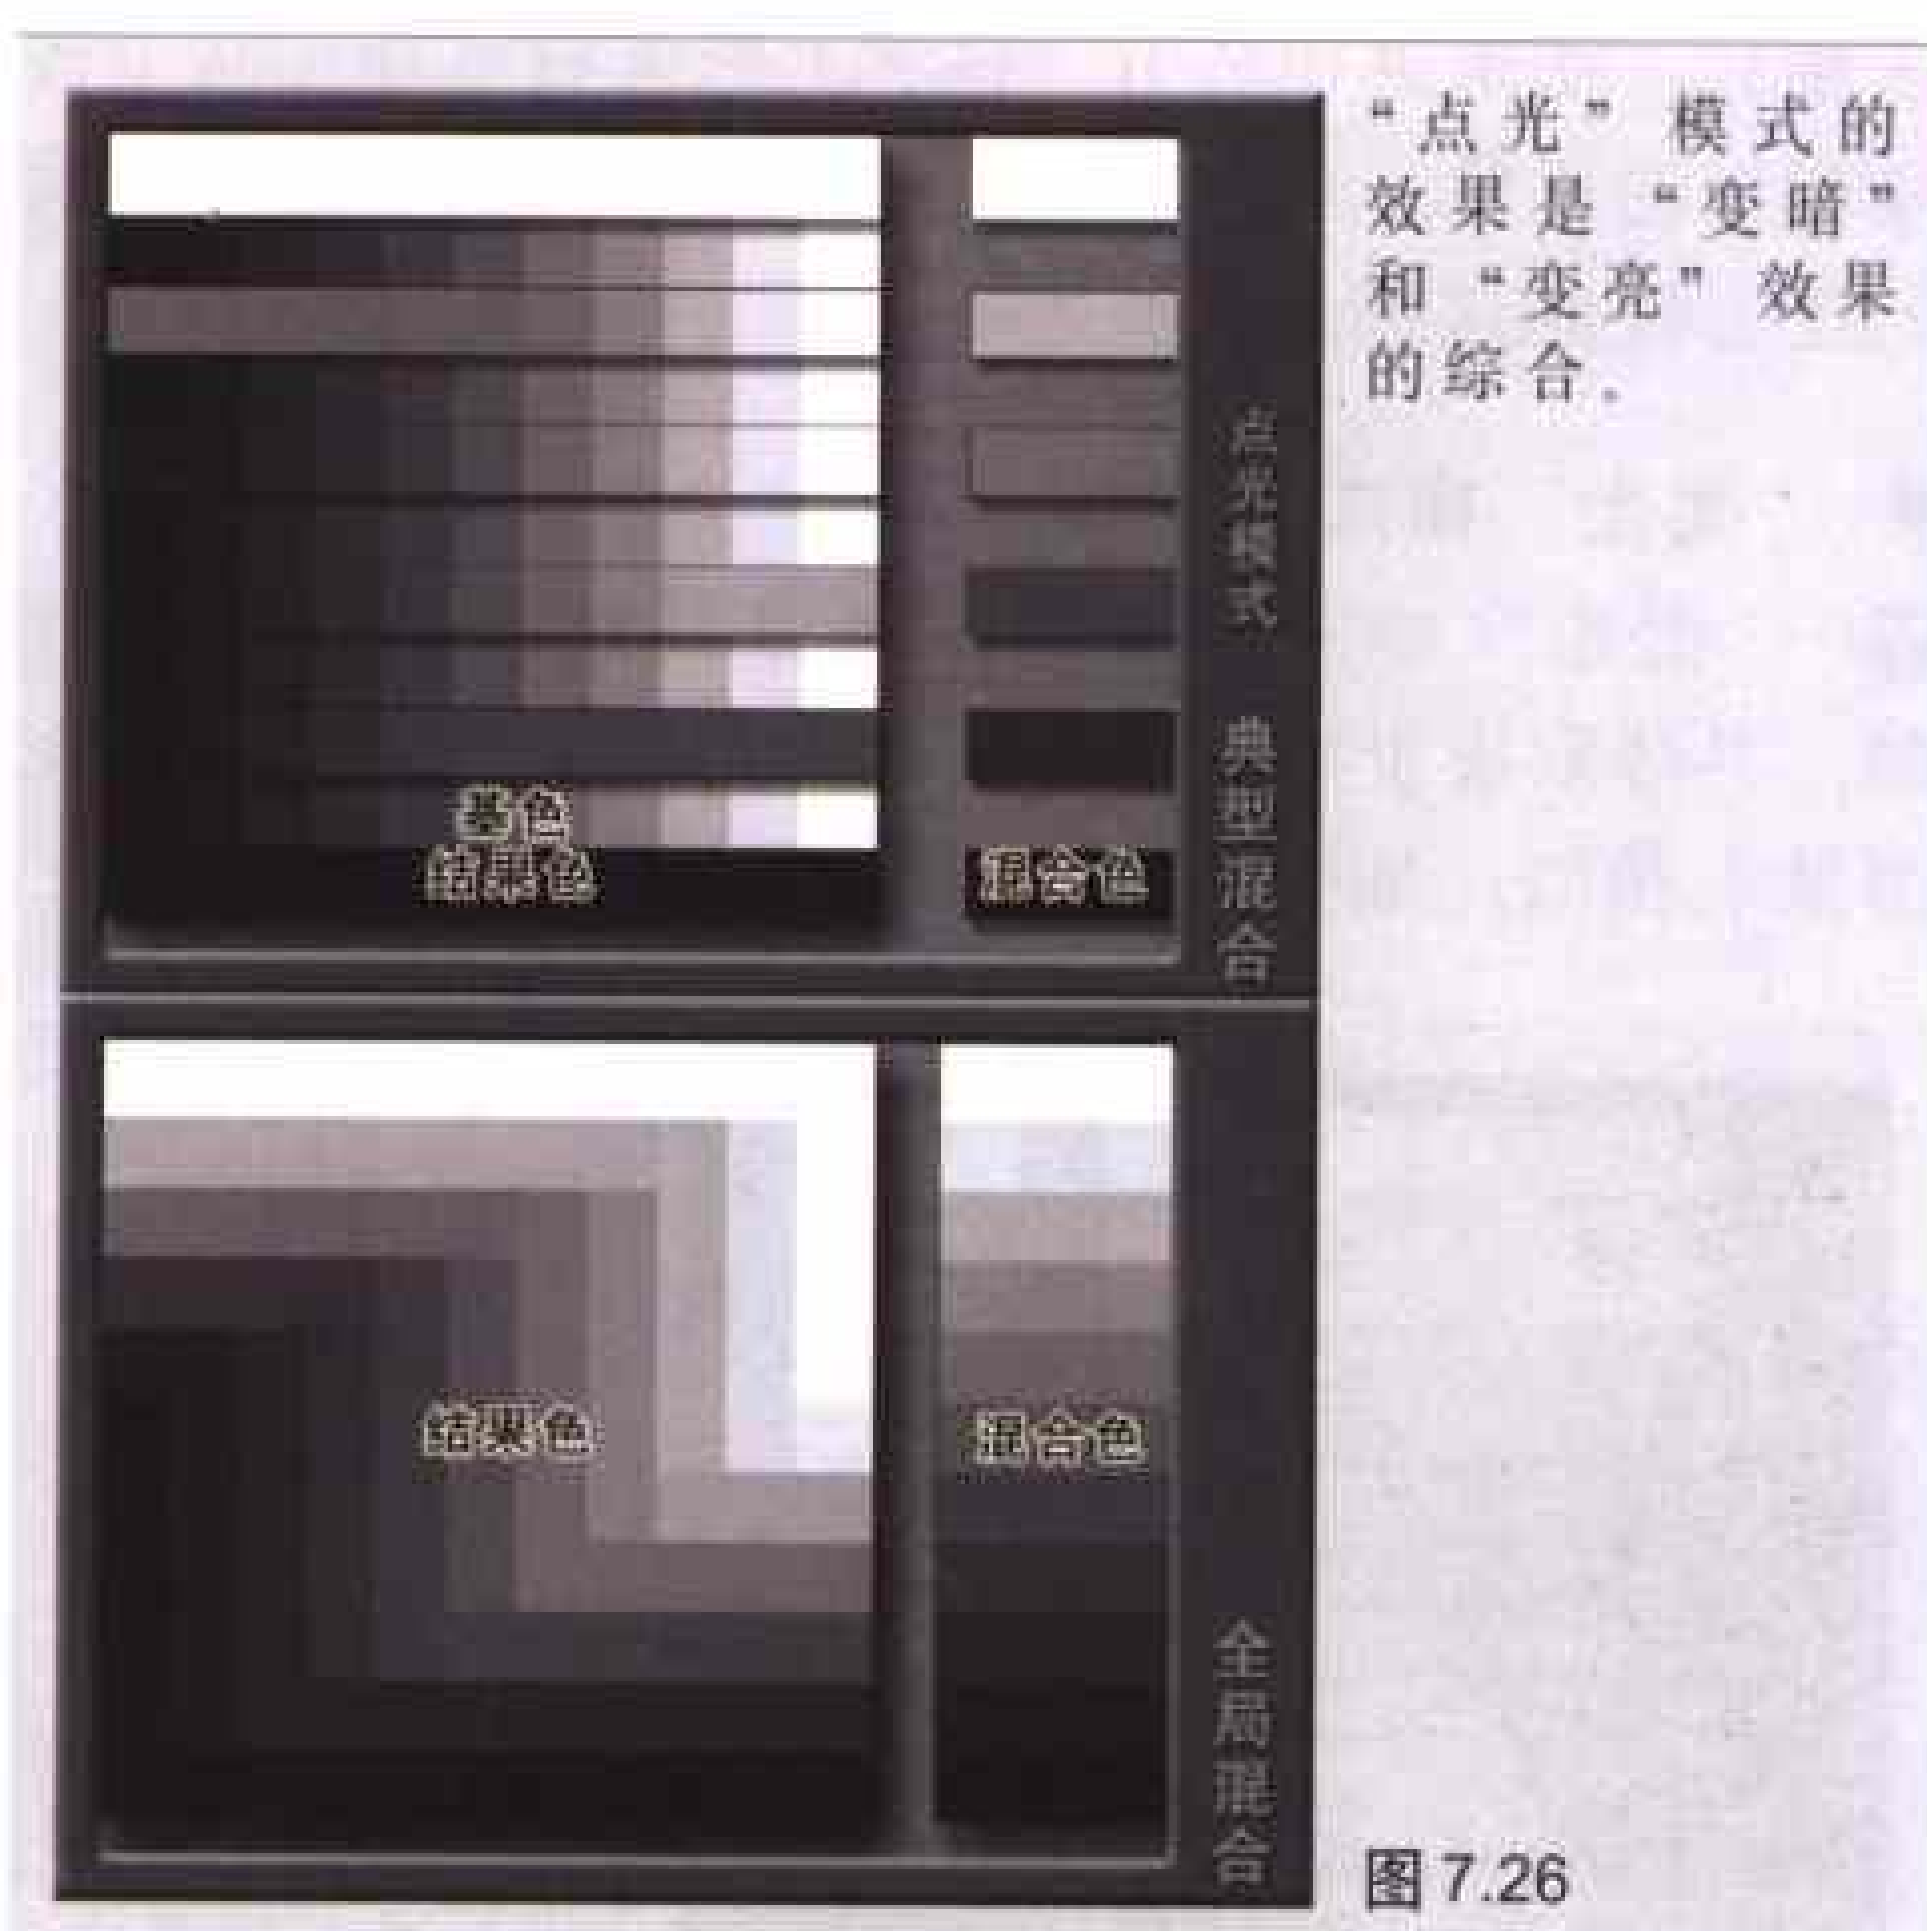 “点光”模式的
效果是“变暗”
和“变亮”效果
的综合。
点光模式 典型混合
基色
结果色
混合色
结果色
混合色
全局混合
图 7.26